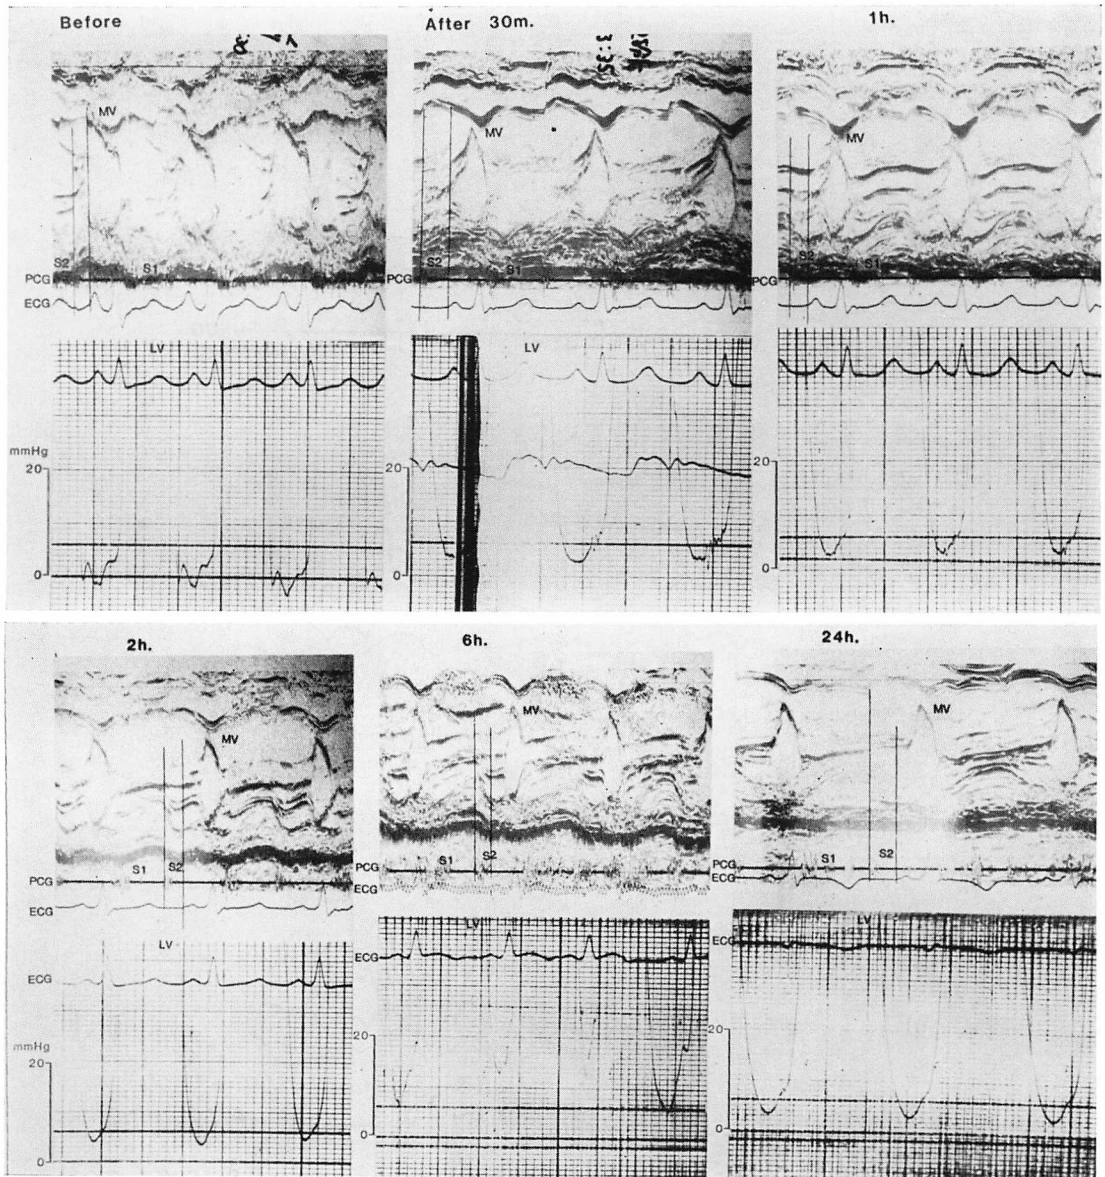 Before
After 30m.
1h.
MV
MV
MV
S2
S1
PCG
ECG
S2
S1
PCG
S2
S1
PCG
LV
mmHg
20
0
LV
20
0
20
0
2h.
6h.
24h.
MV
MV
MV
S1
S2
PCG
ECG
S1
S2
PCG
ECG
S1
S2
PCG
ECG
LV
ECG
mmHg
20
0
LV
ECG
20
0
LV
ECG
20
0